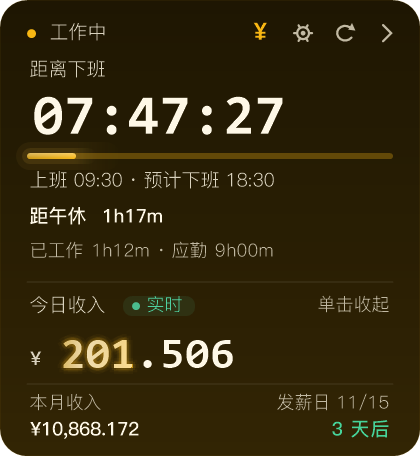 工作中 ¥
距离下班
07:47:27
上班 09:30 · 预计下班 18:30
距午休 1h17m
已工作 1h12m · 应勤 9h00m
今日收入 实时 单击收起
¥ 201.506
本月收入 发薪日 11/15
¥10,868.172 3 天后